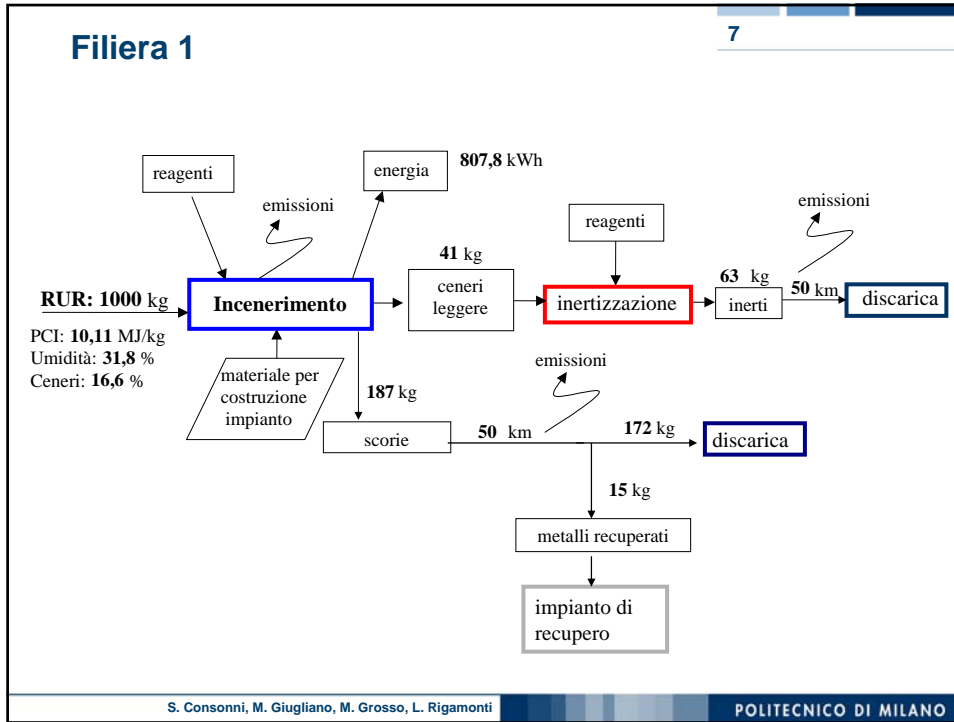 Filiera 1
7
reagenti
energia
807,8 kWh
emissioni
reagenti
emissioni
41 kg
63 kg
50 km
RUR: 1000 kg
Incenerimento
ceneri
leggere
inertizzazione
inerti
discarica
PCI: 10,11 MJ/kg
Umidità: 31,8 %
Ceneri: 16,6 %
materiale per
costruzione
impianto
187 kg
emissioni
scorie
50 km
172 kg
discarica
15 kg
metalli recuperati
impianto di
recupero
S. Consonni, M. Giugliano, M. Grosso, L. Rigamonti
POLITECNICO DI MILANO